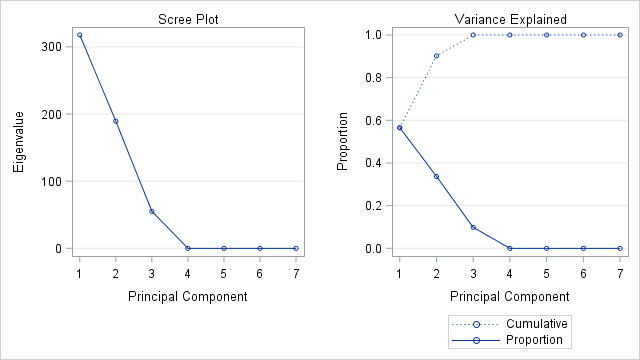 Scree Plot
Eigenvalue
300
200
100
0
1 2 3 4 5 6 7
Principal Component
Variance Explained
Proportion
1.0
0.8
0.6
0.4
0.2
0.0
1 2 3 4 5 6 7
Principal Component
Cumulative
Proportion